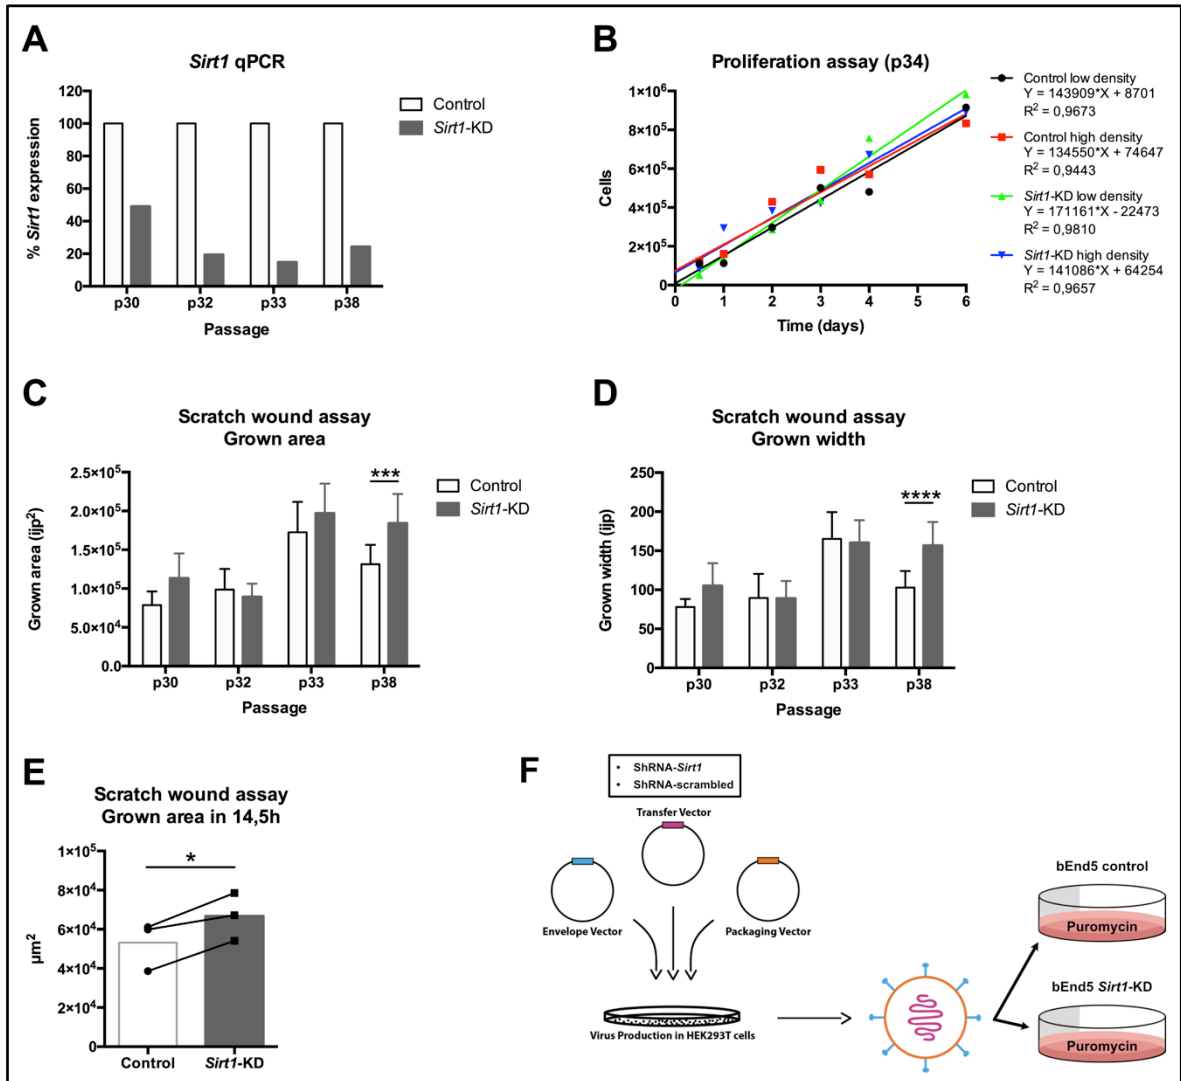 A
Sirt1 qPCR
120
100
80
60
40
20
0
% Sirt1 expression
p30
p32
p33
p38
Passage
Control
Sirt1-KD
B
Proliferation assay (p34)
1×10⁶
8×10⁵
6×10⁵
4×10⁵
2×10⁵
0
Cells
0
1
2
3
4
6
Time (days)
Control low density
Y = 143909*X + 8701
R² = 0,9673
Control high density
Y = 134550*X + 74647
R² = 0,9443
Sirt1-KD low density
Y = 171161*X - 22473
R² = 0,9810
Sirt1-KD high density
Y = 141086*X + 64254
R² = 0,9657
C
Scratch wound assay
Grown area
2.5×10⁵
2.0×10⁵
1.5×10⁵
1.0×10⁵
5.0×10⁴
0.0
Grown area (ijp²)
***
p30
p32
p33
p38
Passage
Control
Sirt1-KD
D
Scratch wound assay
Grown width
250
200
150
100
50
0
Grown width (ijp)
****
p30
p32
p33
p38
Passage
Control
Sirt1-KD
E
Scratch wound assay
Grown area in 14,5h
1×10⁵
8×10⁴
6×10⁴
4×10⁴
2×10⁴
0
µm²
*
Control
Sirt1-KD
F
• ShRNA-Sirt1
• ShRNA-scrambled
Transfer Vector
Envelope Vector
Packaging Vector
Virus Production in HEK293T cells
bEnd5 control
Puromycin
bEnd5 Sirt1-KD
Puromycin